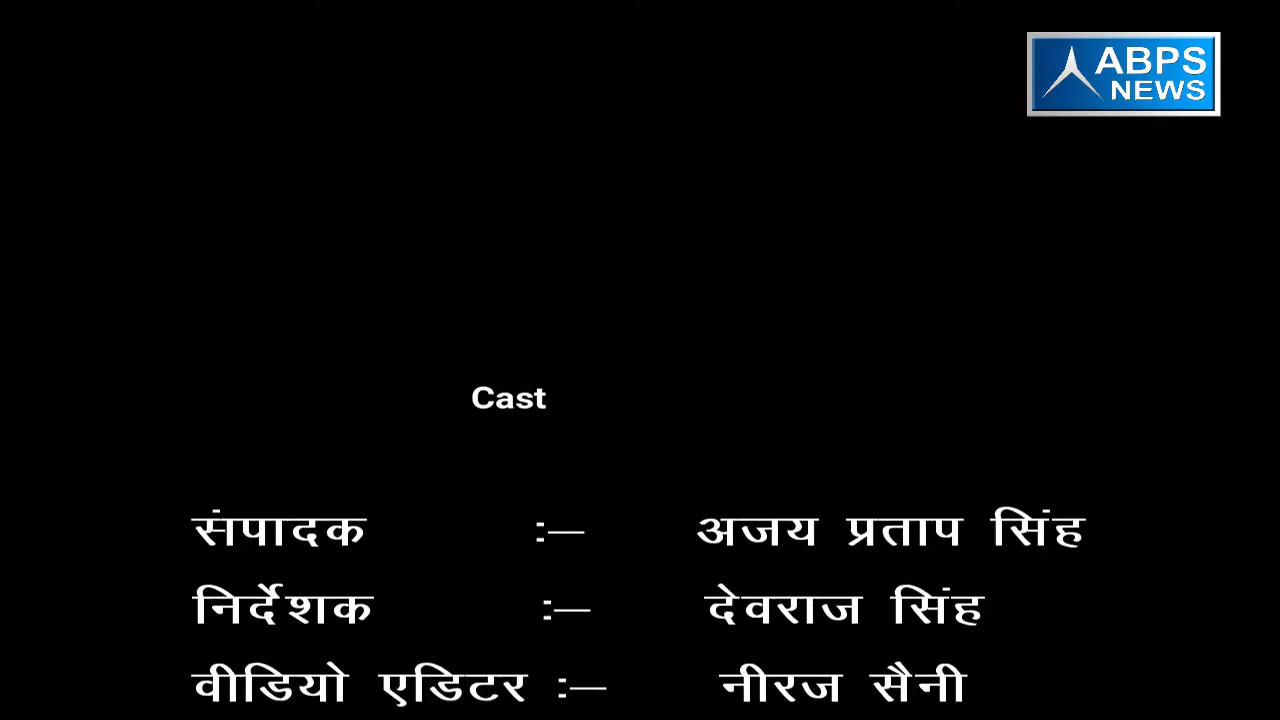 ABPS
NEWS
Cast
संपादक :— अजय प्रताप सिंह
निर्देशक :— देवराज सिंह
वीडियो एडिटर :— नीरज सैनी